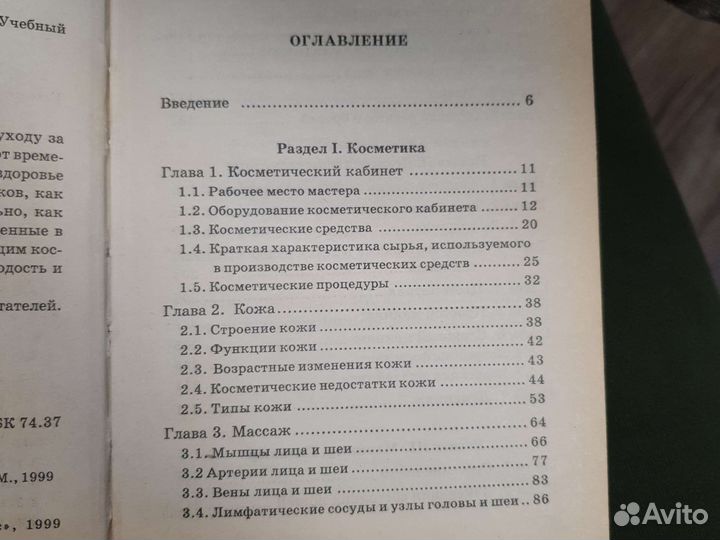 Учебный
уходу за
от време-
здоровье
ков, как
ьно, как
енные в
щим кос-
одость и
тателей.
БК 74.37
М., 1999
», 1999
ОГЛАВЛЕНИЕ
Введение ........ 6
Раздел I. Косметика
Глава 1. Косметический кабинет ........ 11
1.1. Рабочее место мастера ........ 11
1.2. Оборудование косметического кабинета ........ 12
1.3. Косметические средства ........ 20
1.4. Краткая характеристика сырья, используемого
в производстве косметических средств ........ 25
1.5. Косметические процедуры ........ 32
Глава 2. Кожа ........ 38
2.1. Строение кожи ........ 38
2.2. Функции кожи ........ 42
2.3. Возрастные изменения кожи ........ 43
2.4. Косметические недостатки кожи ........ 44
2.5. Типы кожи ........ 53
Глава 3. Массаж ........ 64
3.1. Мышцы лица и шеи ........ 66
3.2 Артерии лица и шеи ........ 77
3.3. Вены лица и шеи ........ 83
3.4. Лимфатические сосуды и узлы головы и шеи .. 86
Avito